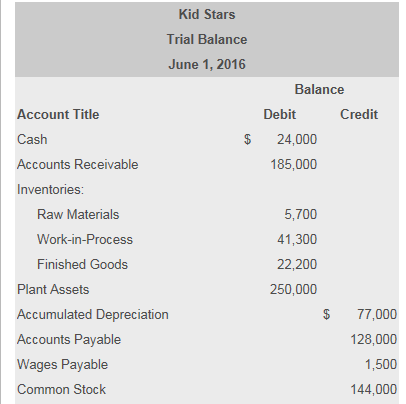 Kid Stars
Trial Balance
June 1, 2016
Balance
Account Title Debit Credit
Cash $ 24,000
Accounts Receivable 185,000
Inventories:
Raw Materials 5,700
Work-in-Process 41,300
Finished Goods 22,200
Plant Assets 250,000
Accumulated Depreciation $ 77,000
Accounts Payable 128,000
Wages Payable 1,500
Common Stock 144,000